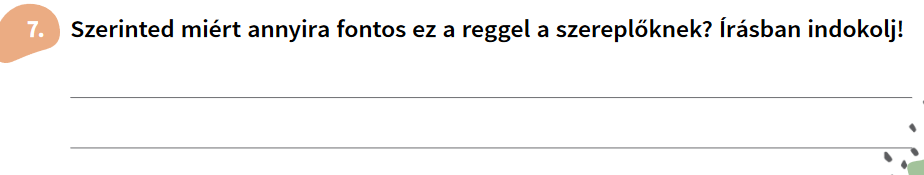 7. Szerinted miért annyira fontos ez a reggel a szereplőknek? Írásban indokolj!